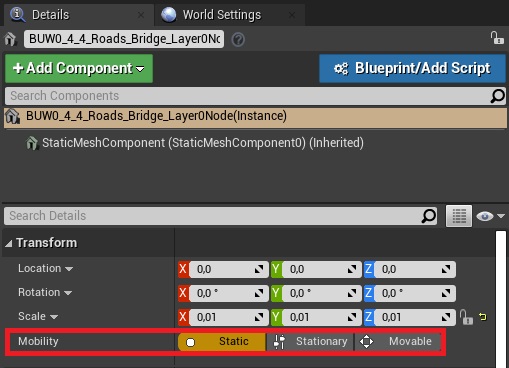 Details
World Settings
BUW0_4_4_Roads_Bridge_Layer0No
+ Add Component
Blueprint/Add Script
Search Components
BUW0_4_4_Roads_Bridge_Layer0Node(Instance)
StaticMeshComponent (StaticMeshComponent0) (Inherited)
Search Details
Transform
Location X 0,0 Y 0,0 Z 0,0
Rotation X 0,0 ° Y 0,0 ° Z 0,0 °
Scale X 0,01 Y 0,01 Z 0,01
Mobility Static Stationary Movable